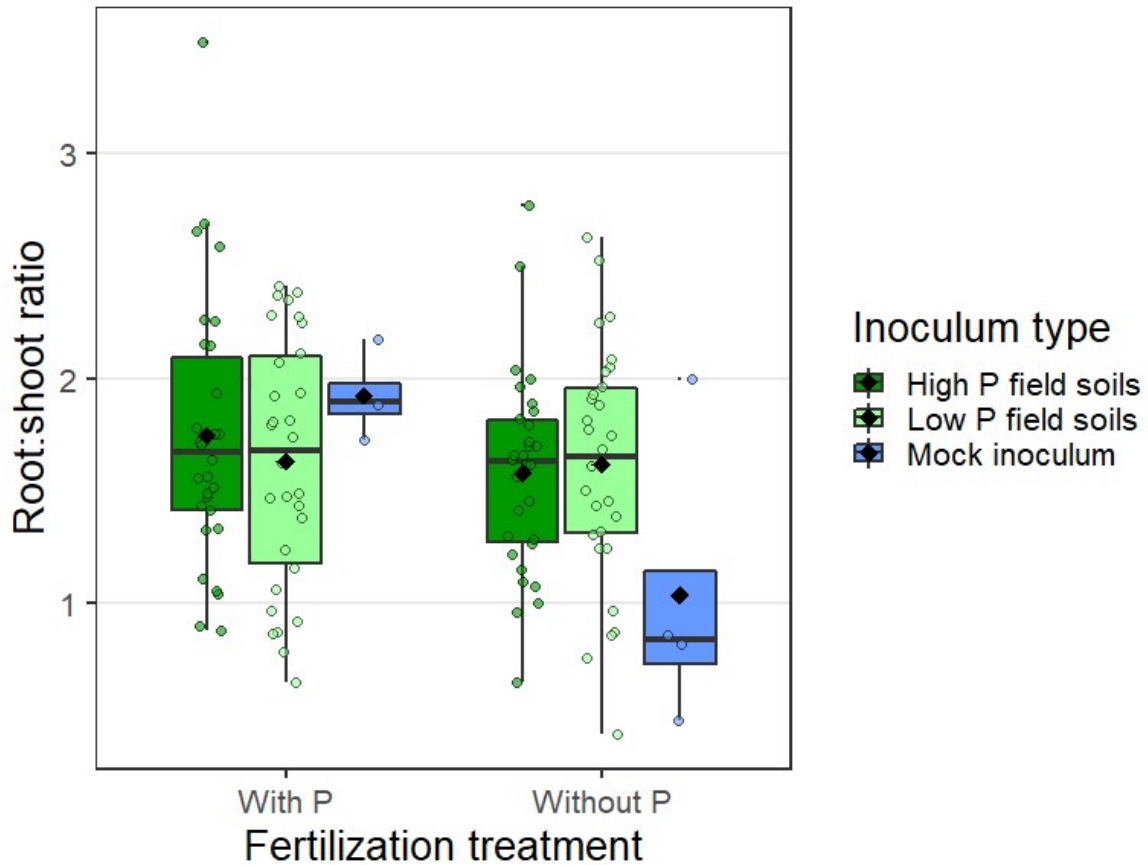 Root:shoot ratio
3
2
1
With P
Without P
Fertilization treatment
Inoculum type
High P field soils
Low P field soils
Mock inoculum